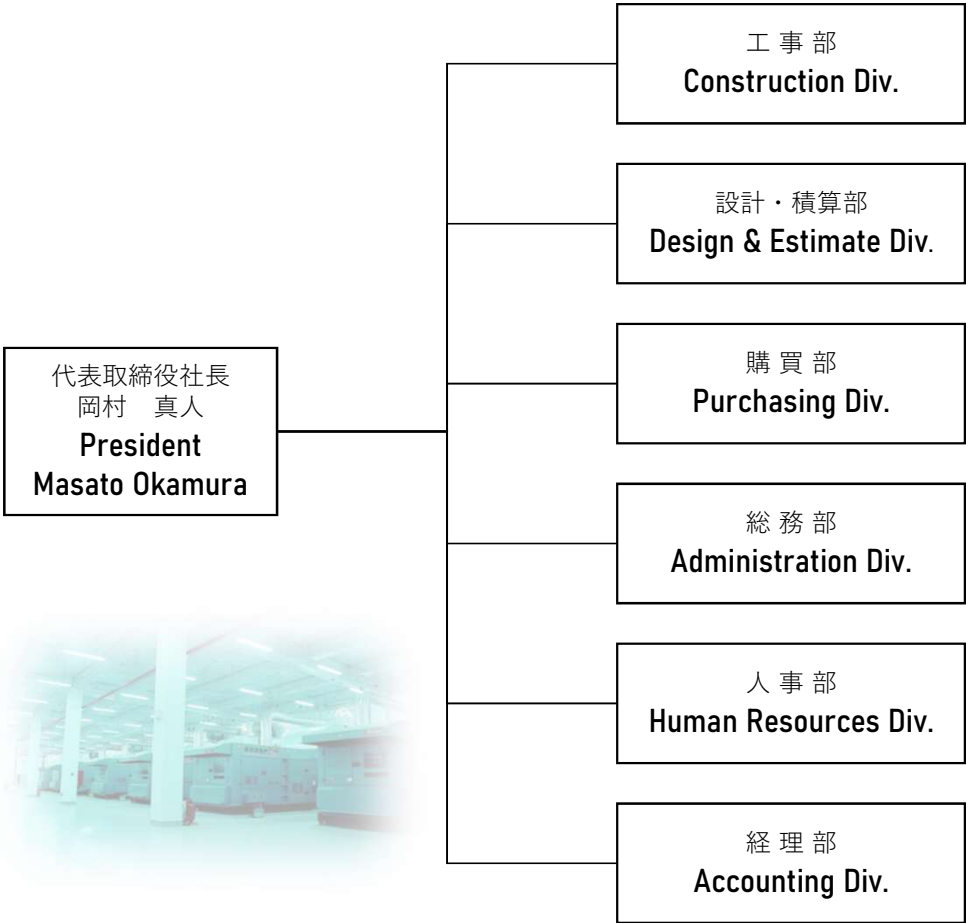 工 事 部
Construction Div.
設計・積算部
Design & Estimate Div.
代表取締役社長
岡村　真人
President
Masato Okamura
購 買 部
Purchasing Div.
総 務 部
Administration Div.
人 事 部
Human Resources Div.
経 理 部
Accounting Div.